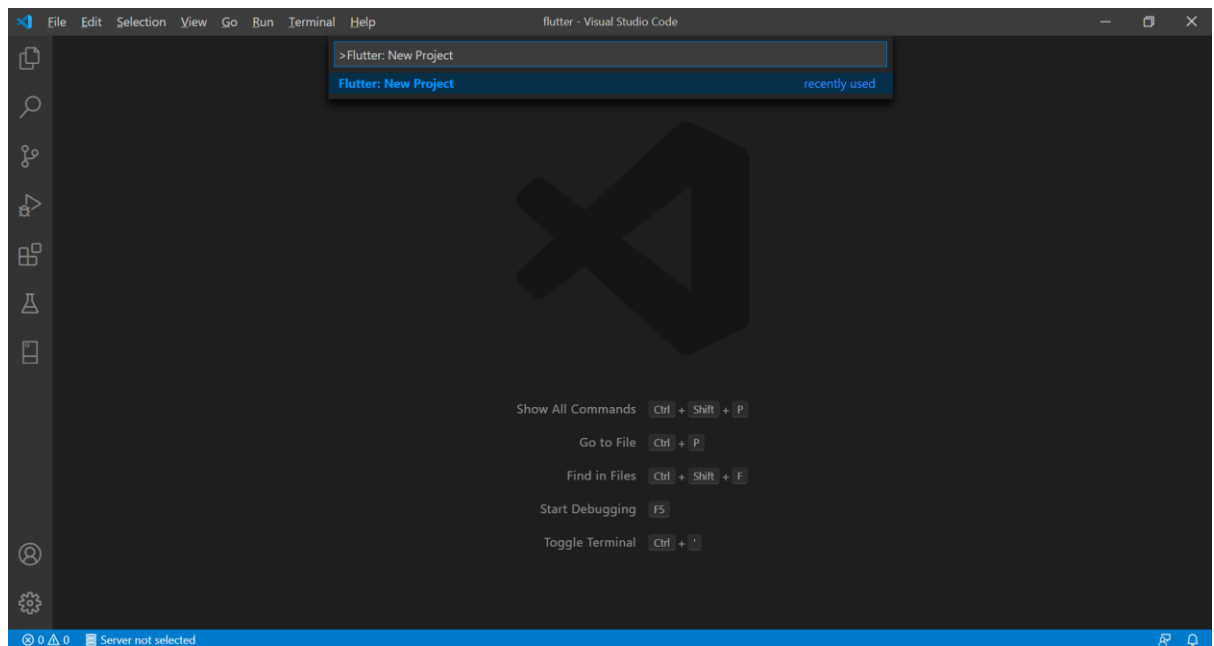 File Edit Selection View Go Run Terminal Help flutter - Visual Studio Code
>Flutter: New Project
Flutter: New Project recently used
Show All Commands Ctrl + Shift + P
Go to File Ctrl + P
Find in Files Ctrl + Shift + F
Start Debugging F5
Toggle Terminal Ctrl + '
0 0 Server not selected